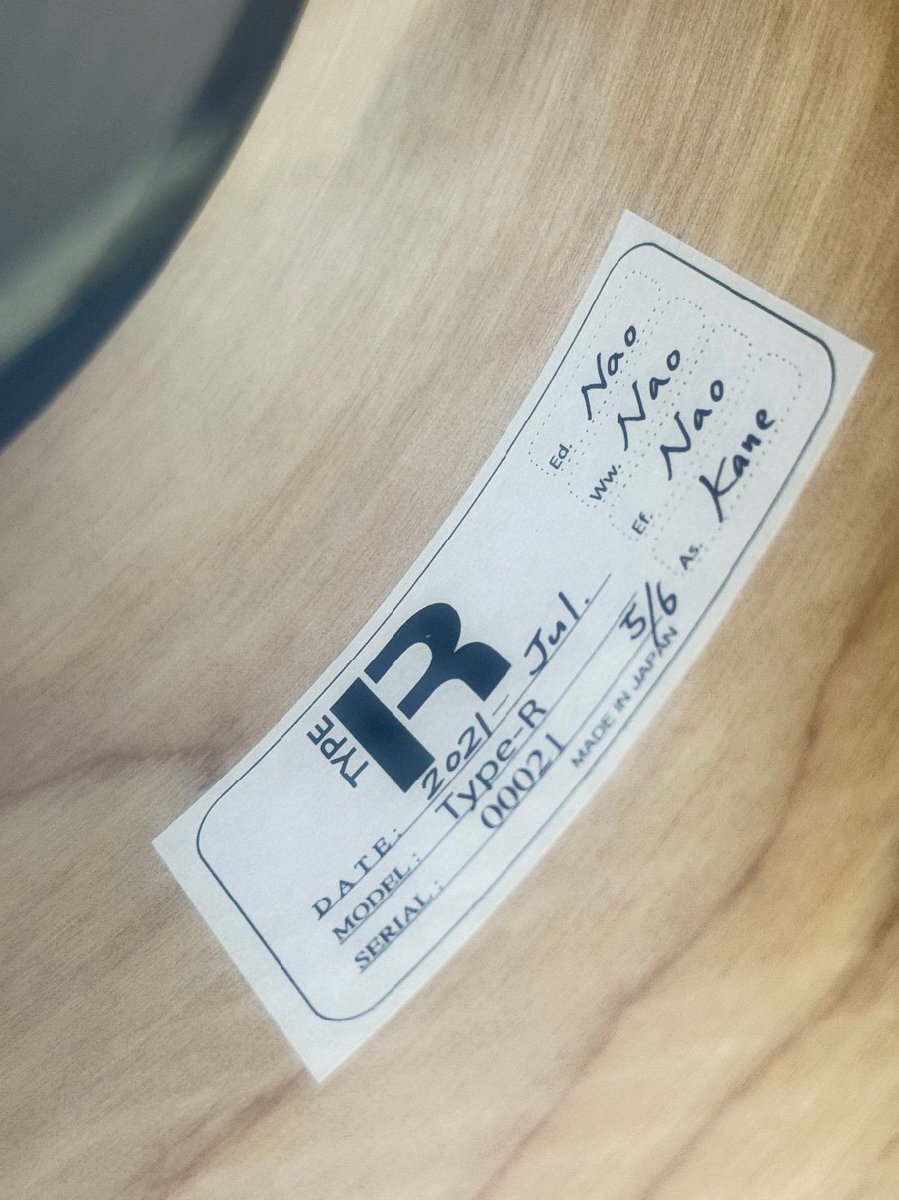 TYPE
R
DATE: 2021- Jul.
MODEL: Type-R
SERIAL: 00021 5/6
MADE IN JAPAN
Ed. Nao
Ww. Nao
Ef. Nao
As. Kane